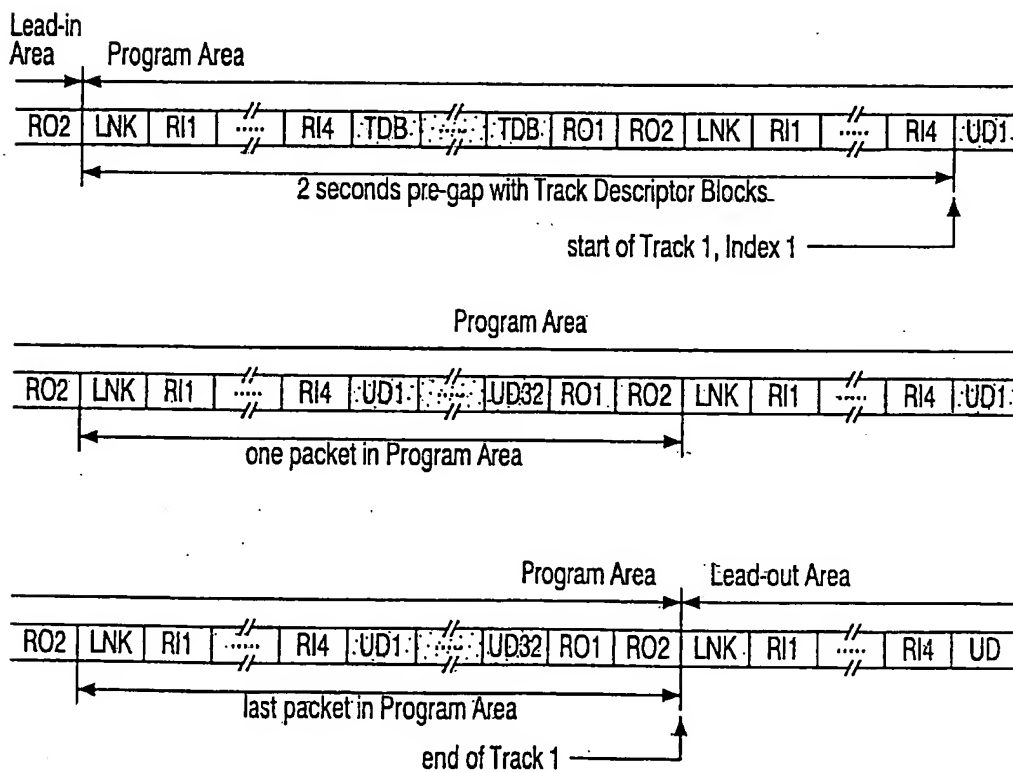 Lead-in
Area Program Area
RO2 LNK RI1 ..... RI4 TDB ..... TDB RO1 RO2 LNK RI1 ..... RI4 UD1
2 seconds pre-gap with Track Descriptor Blocks
start of Track 1, Index 1
Program Area
RO2 LNK RI1 ..... RI4 UD1 ..... UD32 RO1 RO2 LNK RI1 ..... RI4 UD1
one packet in Program Area
Program Area Lead-out Area
RO2 LNK RI1 ..... RI4 UD1 ..... UD32 RO1 RO2 LNK RI1 ..... RI4 UD
last packet in Program Area
end of Track 1